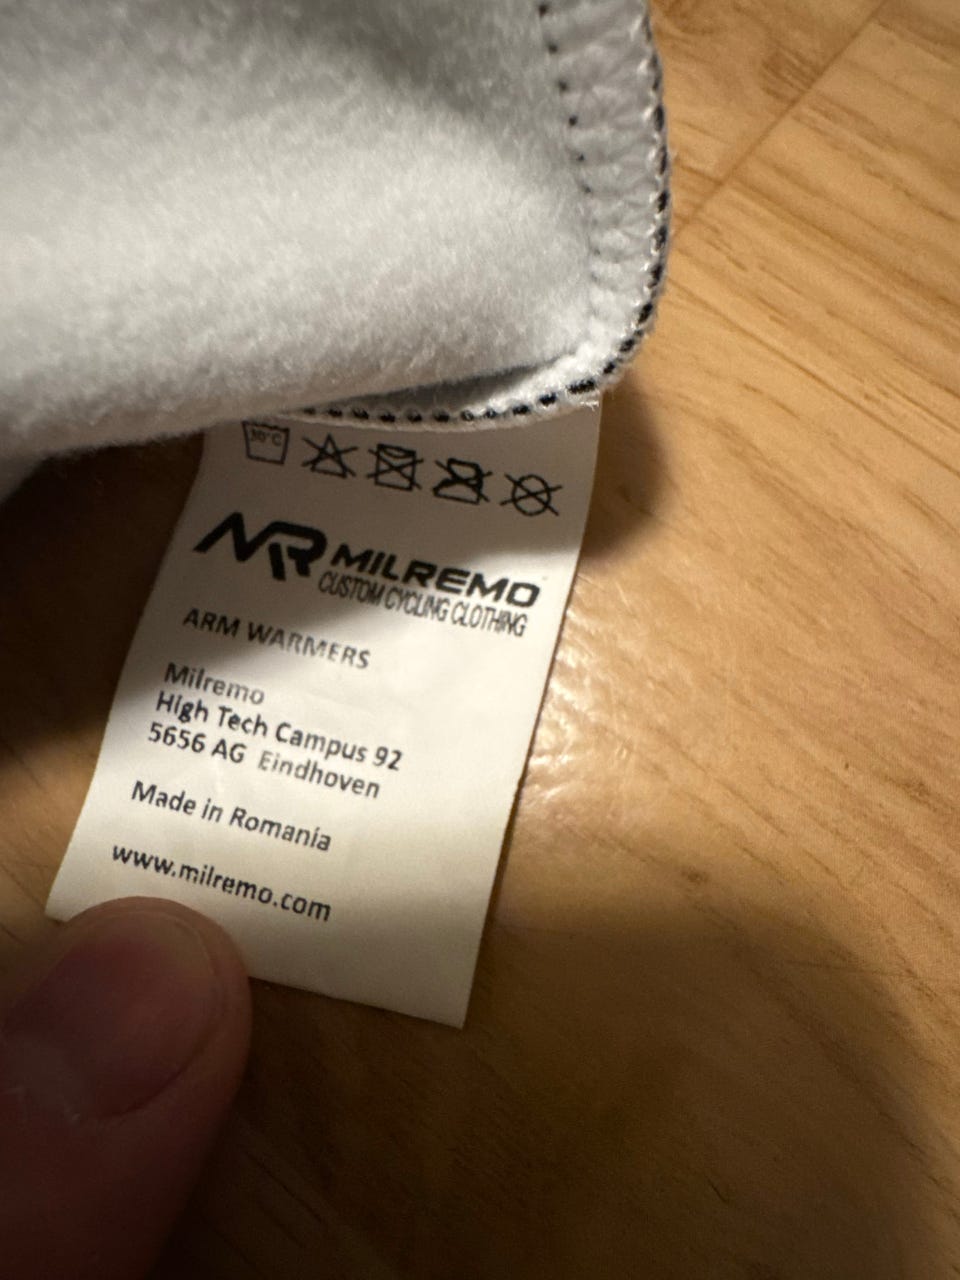 30°C
MR MILREMO
CUSTOM CYCLING CLOTHING
ARM WARMERS
Milremo
High Tech Campus 92
5656 AG Eindhoven
Made in Romania
www.milremo.com